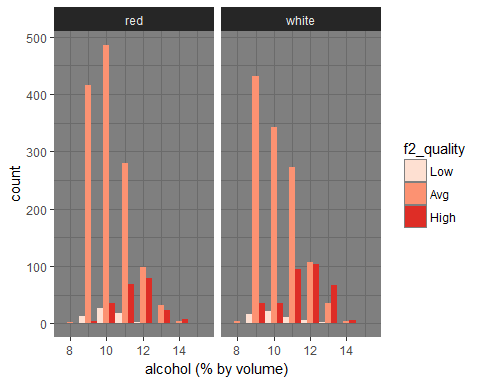 red white
500
400
300
200
100
0
count
8 10 12 14 8 10 12 14
alcohol (% by volume)
f2_quality
Low
Avg
High